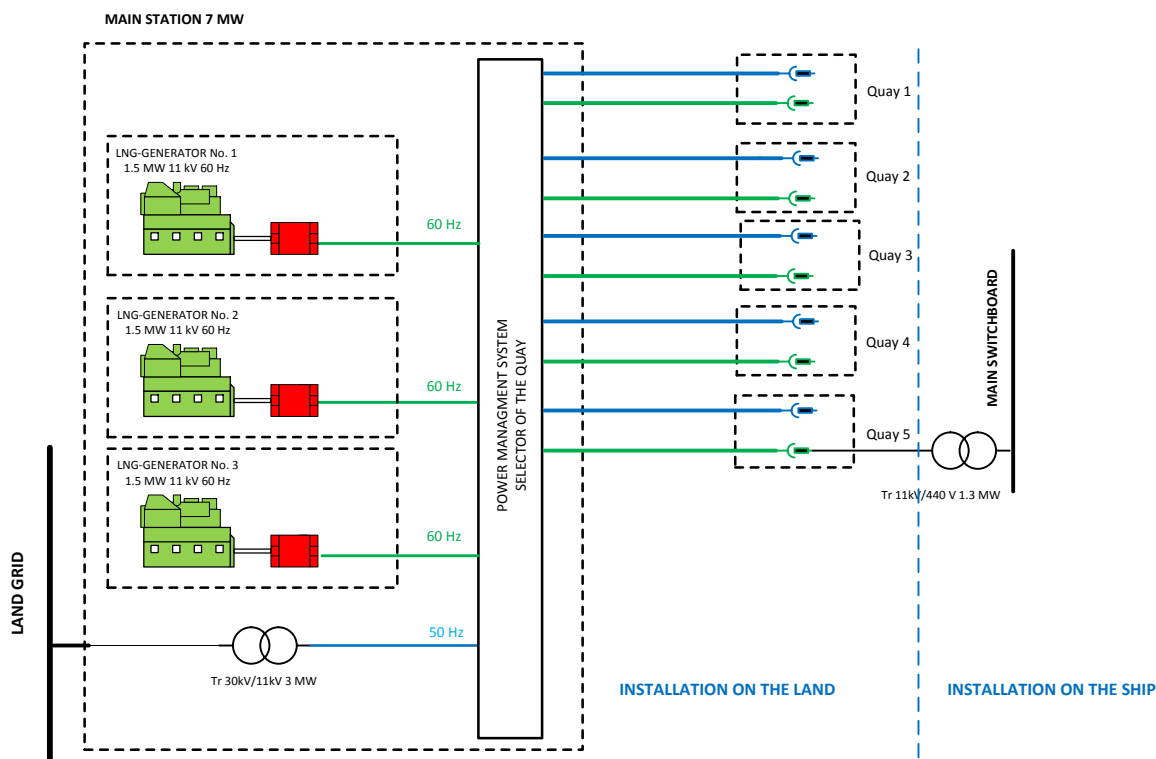 MAIN STATION 7 MW
LNG-GENERATOR No. 1
1.5 MW 11 kV 60 Hz
60 Hz
LNG-GENERATOR No. 2
1.5 MW 11 kV 60 Hz
60 Hz
LNG-GENERATOR No. 3
1.5 MW 11 kV 60 Hz
60 Hz
LAND GRID
50 Hz
Tr 30kV/11kV 3 MW
POWER MANAGMENT SYSTEM
SELECTOR OF THE QUAY
Quay 1
Quay 2
Quay 3
Quay 4
Quay 5
MAIN SWITCHBOARD
Tr 11kV/440 V 1.3 MW
INSTALLATION ON THE LAND
INSTALLATION ON THE SHIP